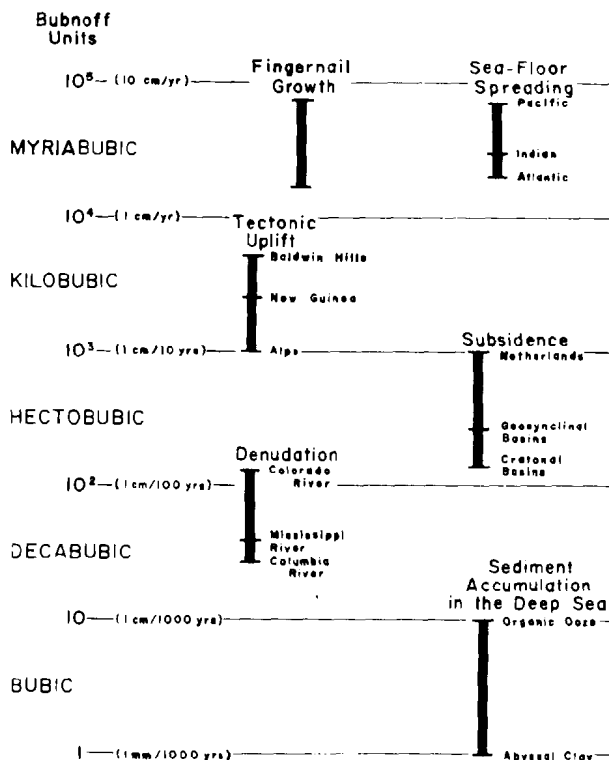 Bubnoff
Units
10⁵ (10 cm/yr)
Fingernail
Growth
Sea-Floor
Spreading
Pacific
MYRIABUBIC
Indian
Atlantic
10⁴ (1 cm/yr)
Tectonic
Uplift
Baldwin Hills
KILOBUBIC
New Guinea
10³ (1 cm/10 yrs)
Alps
Subsidence
Netherlands
HECTOBUBIC
Geosynclinal
Basins
Cratonal
Basins
Denudation
Colorado
River
10² (1 cm/100 yrs)
Mississippi
River
Columbia
River
DECABUBIC
Sediment
Accumulation
in the Deep Sea
10 (1 cm/1000 yrs)
Organic Ooze
BUBIC
1 (1 mm/1000 yrs)
Abyssal Clay